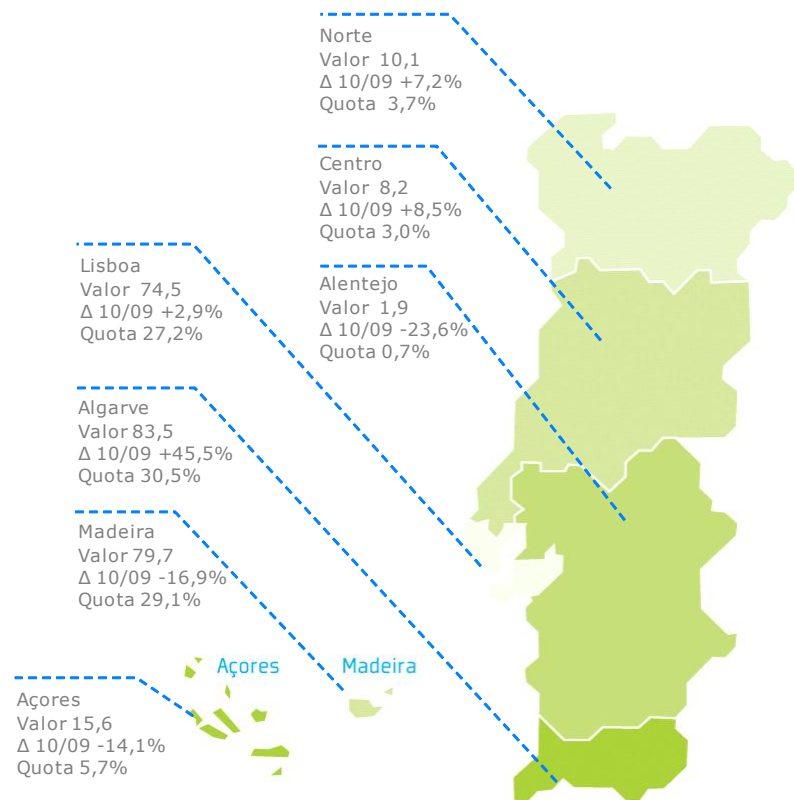 Norte
Valor 10,1
Δ 10/09 +7,2%
Quota 3,7%
Centro
Valor 8,2
Δ 10/09 +8,5%
Quota 3,0%
Lisboa
Valor 74,5
Δ 10/09 +2,9%
Quota 27,2%
Alentejo
Valor 1,9
Δ 10/09 -23,6%
Quota 0,7%
Algarve
Valor 83,5
Δ 10/09 +45,5%
Quota 30,5%
Madeira
Valor 79,7
Δ 10/09 -16,9%
Quota 29,1%
Açores
Madeira
Açores
Valor 15,6
Δ 10/09 -14,1%
Quota 5,7%